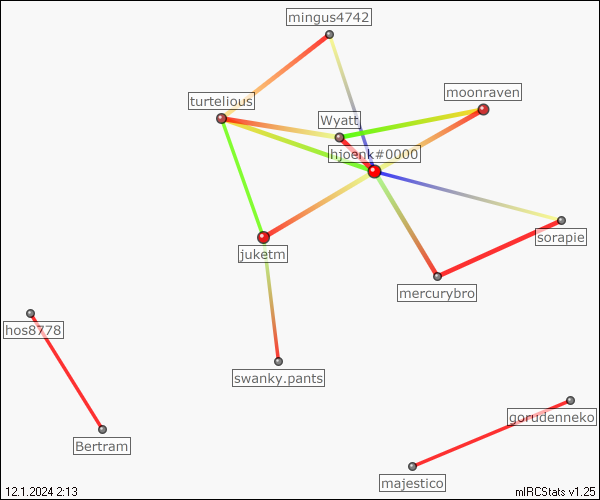 mingus4742
moonraven
turtelious
Wyatt
hjoenk#0000
sorapie
juketm
mercurybro
hos8778
swanky.pants
gorudenneko
Bertram
majestico
12.1.2024 2:13
mIRCStats v1.25